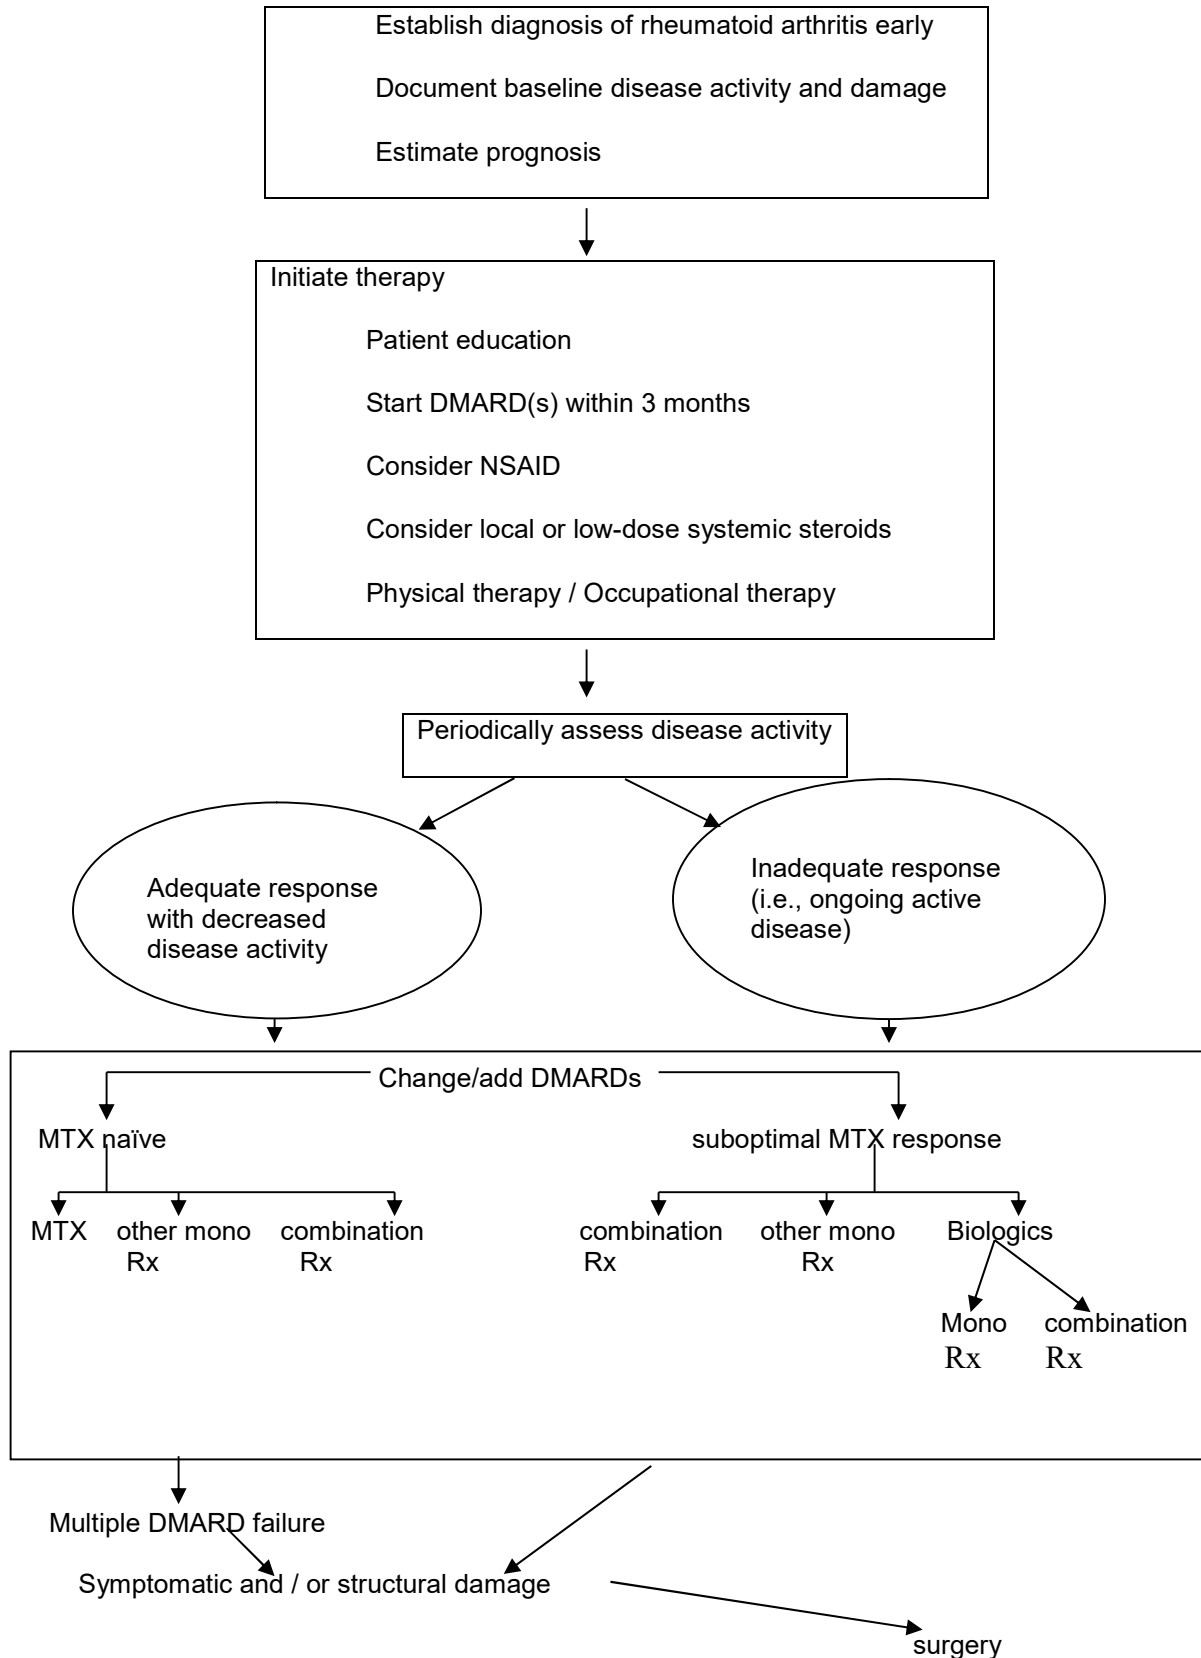 Establish diagnosis of rheumatoid arthritis early
Document baseline disease activity and damage
Estimate prognosis
Initiate therapy
Patient education
Start DMARD(s) within 3 months
Consider NSAID
Consider local or low-dose systemic steroids
Physical therapy / Occupational therapy
Periodically assess disease activity
Adequate response
with decreased
disease activity
Inadequate response
(i.e., ongoing active
disease)
Change/add DMARDs
MTX naïve
suboptimal MTX response
MTX
other mono
Rx
combination
Rx
combination
Rx
other mono
Rx
Biologics
Mono
Rx
combination
Rx
Multiple DMARD failure
Symptomatic and / or structural damage
surgery